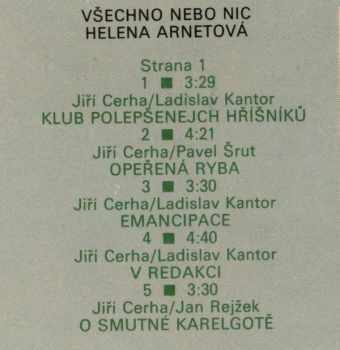 VŠECHNO NEBO NIC
HELENA ARNETOVÁ
Strana 1
1 ■ 3:29
Jiří Cerha/Ladislav Kantor
KLUB POLEPŠENEJCH HŘÍŠNÍKŮ
2 ■ 4:21
Jiří Cerha/Pavel Šrut
OPEŘENÁ RYBA
3 ■ 3:30
Jiří Cerha/Ladislav Kantor
EMANCIPACE
4 ■ 4:40
Jiří Cerha/Ladislav Kantor
V REDAKCI
5 ■ 3:30
Jiří Cerha/Jan Rejžek
O SMUTNÉ KARELGOTĚ